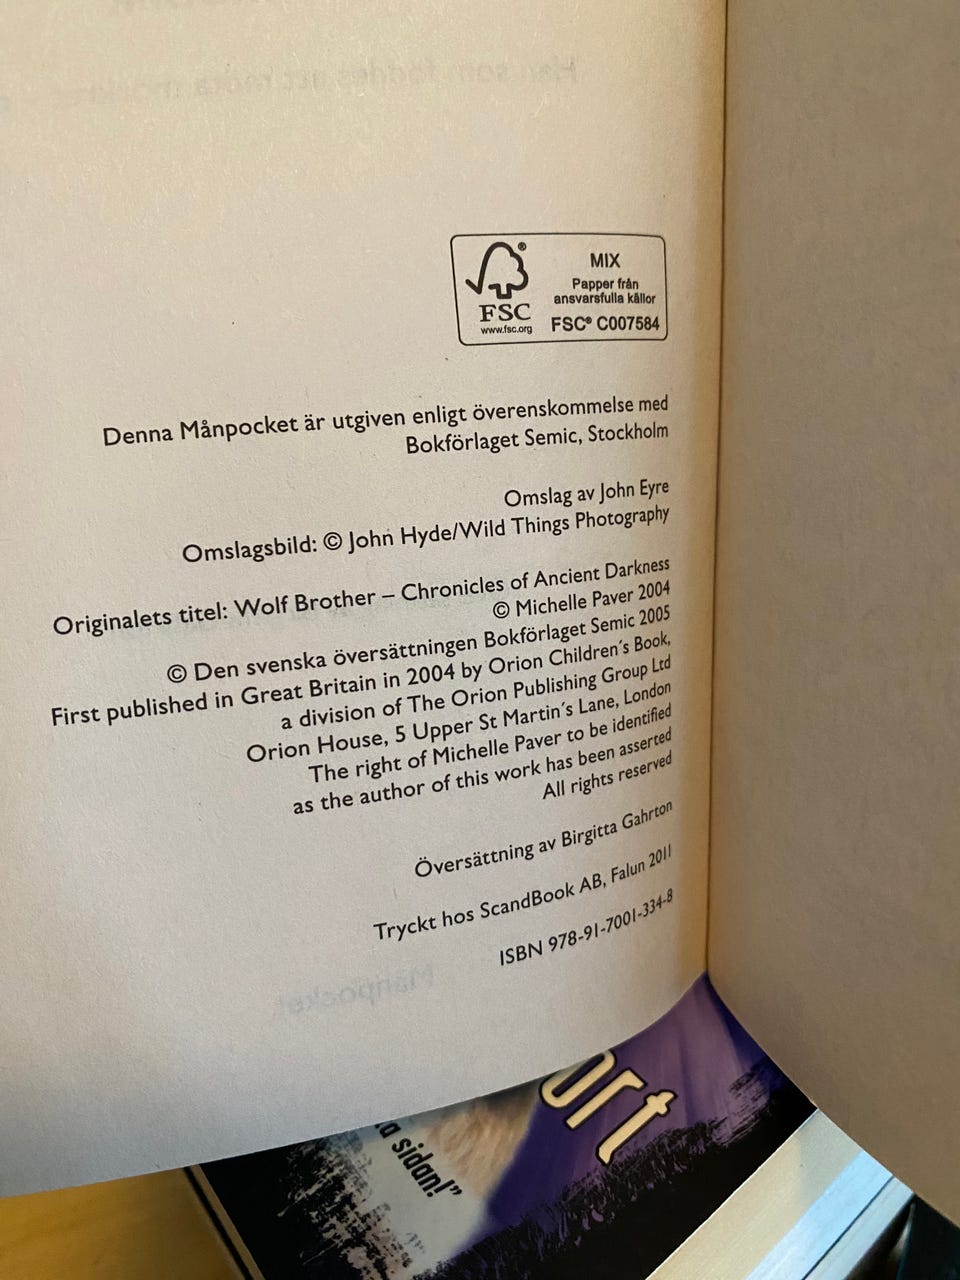 FSC®
www.fsc.org
MIX
Papper från
ansvarsfulla källor
FSC® C007584
Denna Månpocket är utgiven enligt överenskommelse med
Bokförlaget Semic, Stockholm
Omslag av John Eyre
Omslagsbild: © John Hyde/Wild Things Photography
Originalets titel: Wolf Brother – Chronicles of Ancient Darkness
© Michelle Paver 2004
© Den svenska översättningen Bokförlaget Semic 2005
First published in Great Britain in 2004 by Orion Children´s Book,
a division of The Orion Publishing Group Ltd
Orion House, 5 Upper St Martin´s Lane, London
The right of Michelle Paver to be identified
as the author of this work has been asserted
All rights reserved
Översättning av Birgitta Gahrton
Tryckt hos ScandBook AB, Falun 2011
ISBN 978-91-7001-334-8
Månpocket
ort
sidan!”